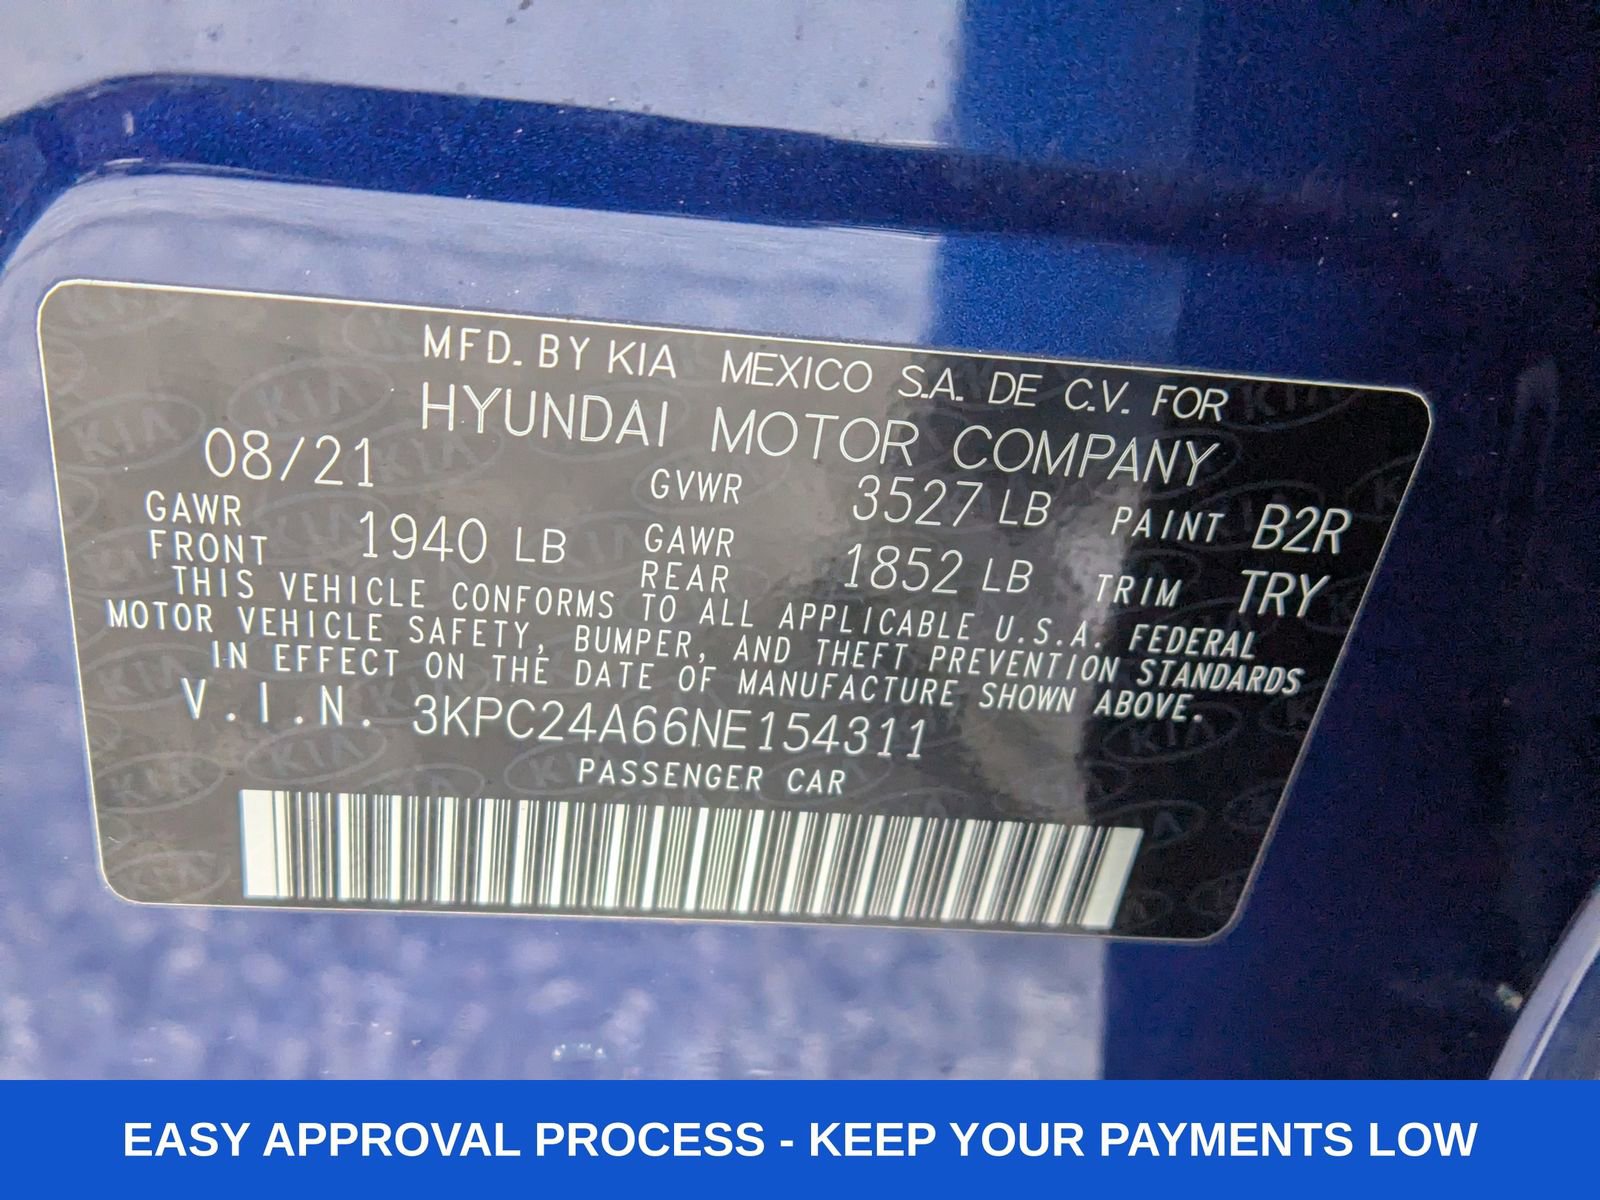 MFD. BY KIA MEXICO S.A. DE C.V. FOR
HYUNDAI MOTOR COMPANY
08/21 GVWR 3527 LB PAINT B2R
GAWR FRONT 1940 LB GAWR REAR 1852 LB TRIM TRY
THIS VEHICLE CONFORMS TO ALL APPLICABLE U.S.A. FEDERAL
MOTOR VEHICLE SAFETY, BUMPER, AND THEFT PREVENTION STANDARDS
IN EFFECT ON THE DATE OF MANUFACTURE SHOWN ABOVE.
V.I.N. 3KPC24A66NE154311
PASSENGER CAR
EASY APPROVAL PROCESS - KEEP YOUR PAYMENTS LOW